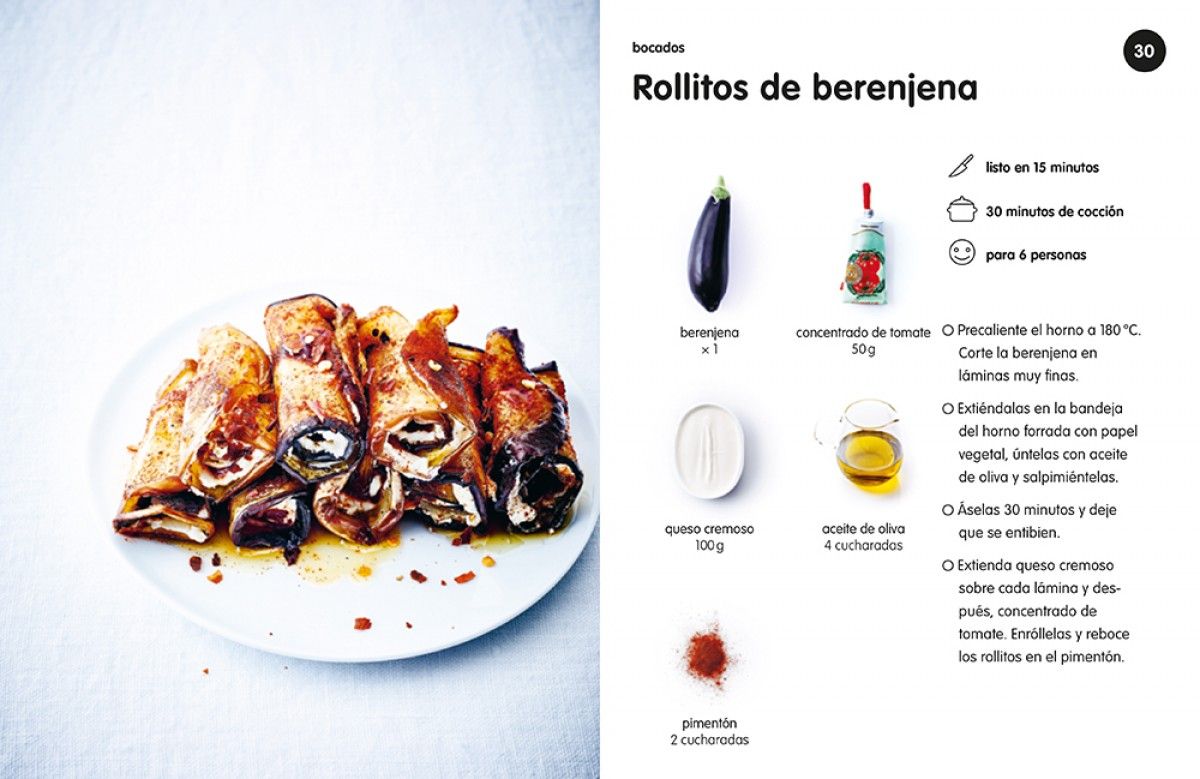 bocados
30
Rollitos de berenjena
listo en 15 minutos
30 minutos de cocción
para 6 personas
berenjena
× 1
concentrado de tomate
50 g
queso cremoso
100 g
aceite de oliva
4 cucharadas
pimentón
2 cucharadas
Precaliente el horno a 180 °C.
Corte la berenjena en
láminas muy finas.
Extiéndalas en la bandeja
del horno forrada con papel
vegetal, úntelas con aceite
de oliva y salpimiéntelas.
Áselas 30 minutos y deje
que se entibien.
Extienda queso cremoso
sobre cada lámina y des-
pués, concentrado de
tomate. Enróllelas y reboce
los rollitos en el pimentón.